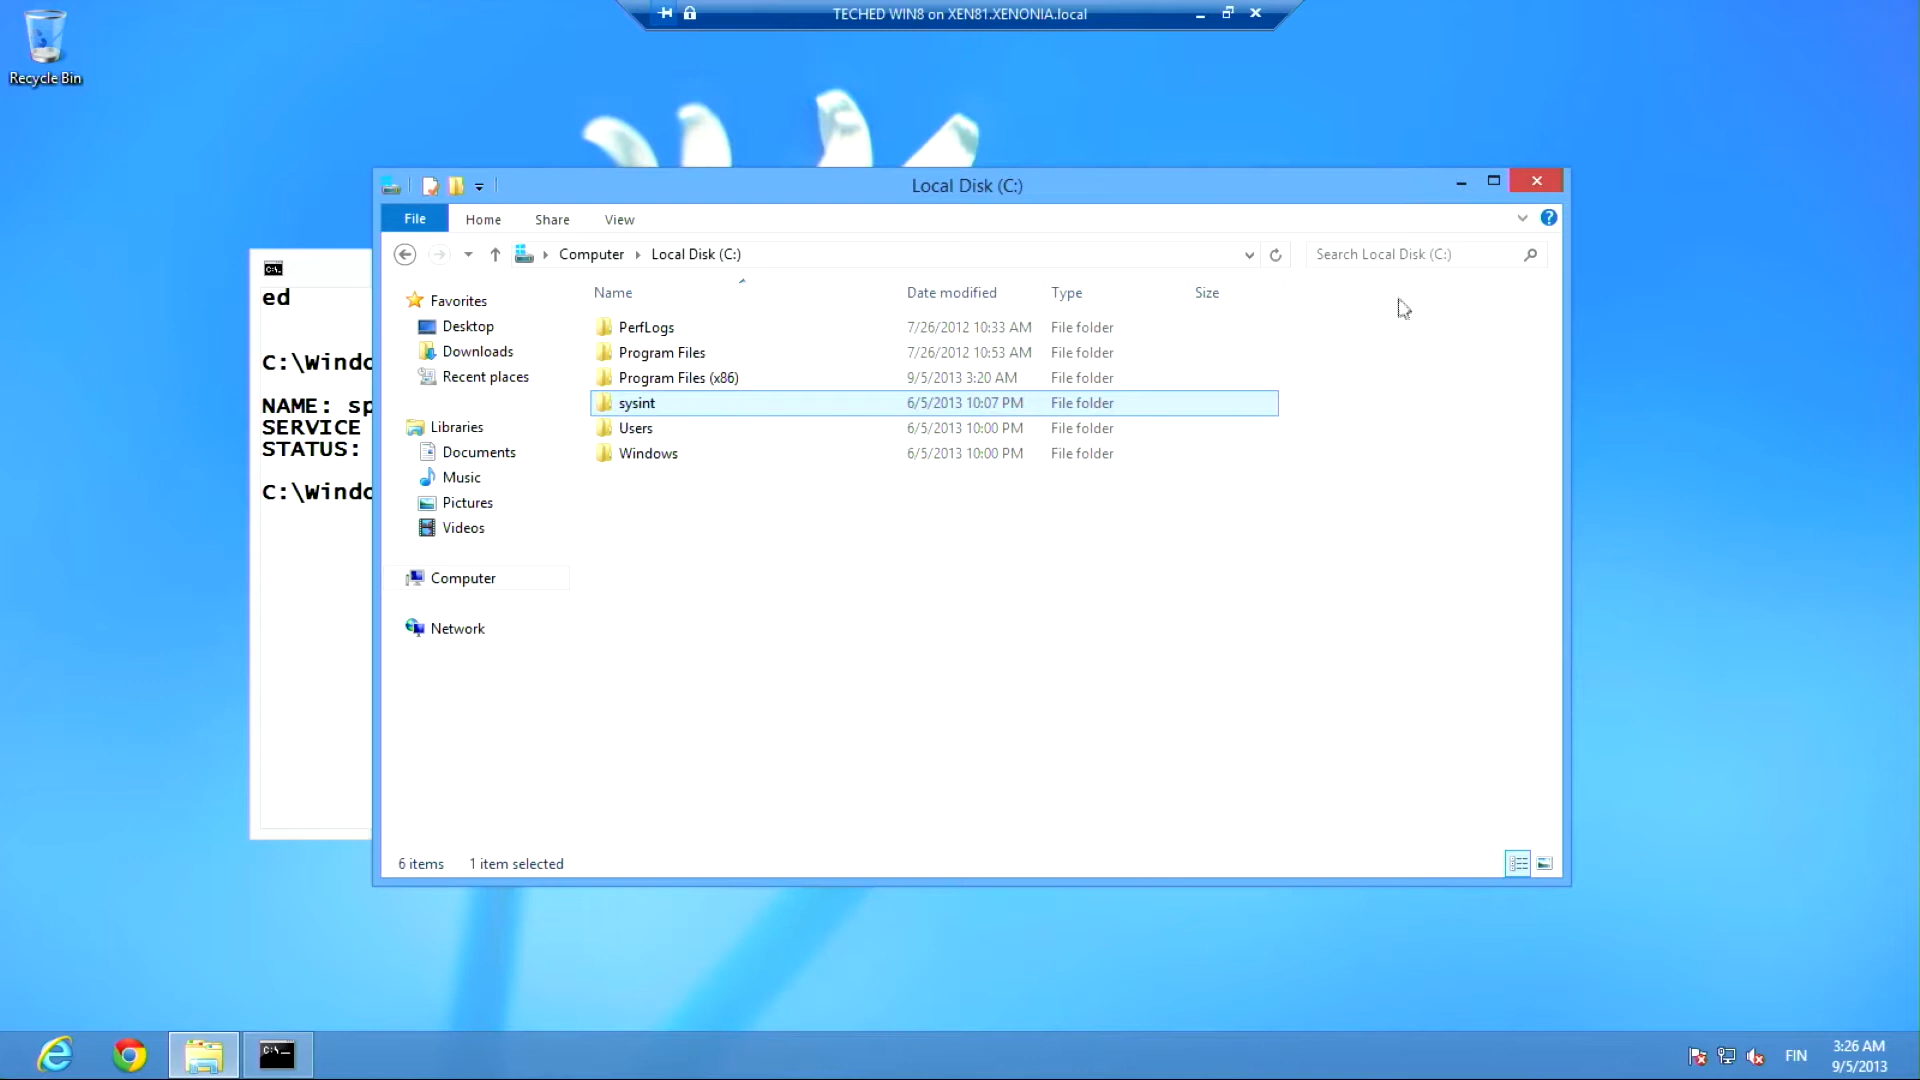 TECHED WIN8 on XEN81.XENONIA.local
Recycle Bin
Local Disk (C:)
File Home Share View
Computer Local Disk (C:)
Search Local Disk (C:)
Name Date modified Type Size
Favorites
Desktop
Downloads
Recent places
Libraries
Documents
Music
Pictures
Videos
Computer
Network
PerfLogs 7/26/2012 10:33 AM File folder
Program Files 7/26/2012 10:53 AM File folder
Program Files (x86) 9/5/2013 3:20 AM File folder
sysint 6/5/2013 10:07 PM File folder
Users 6/5/2013 10:00 PM File folder
Windows 6/5/2013 10:00 PM File folder
6 items 1 item selected
ed
C:\Windo
NAME: sp
SERVICE
STATUS:
C:\Windo
FIN
3:26 AM
9/5/2013